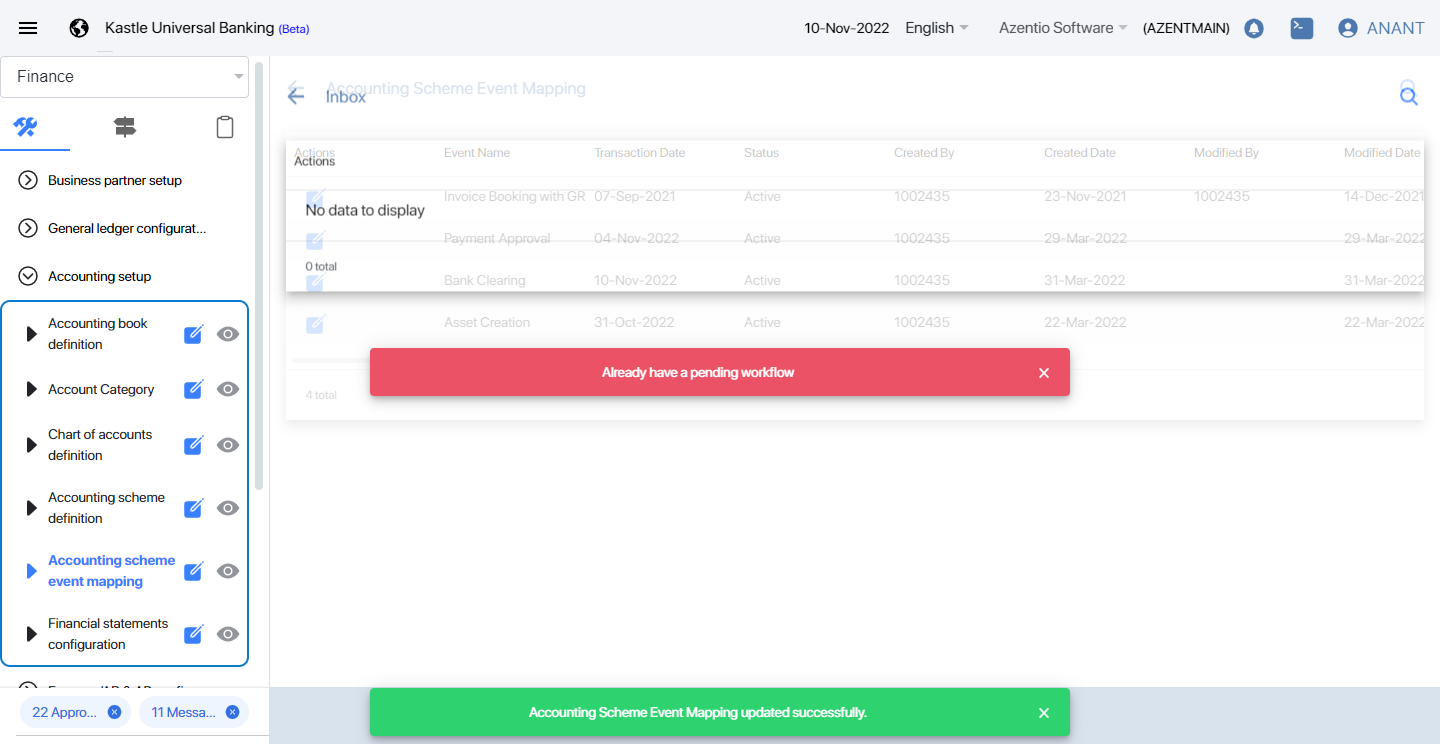 Kastle Universal Banking (Beta)
10-Nov-2022
English
Azentio Software
(AZENTMAIN)
ANANT
Finance
Business partner setup
General ledger configurat...
Accounting setup
Accounting book
definition
Account Category
Chart of accounts
definition
Accounting scheme
definition
Accounting scheme
event mapping
Financial statements
configuration
22 Appro...
11 Messa...
Accounting Scheme Event Mapping
Inbox
Actions Event Name Transaction Date Status Created By Created Date Modified By Modified Date
Actions
Invoice Booking with GR 07-Sep-2021 Active 1002435 23-Nov-2021 1002435 14-Dec-2021
No data to display
Payment Approval 04-Nov-2022 Active 1002435 29-Mar-2022 29-Mar-2022
0 total
Bank Clearing 10-Nov-2022 Active 1002435 31-Mar-2022 31-Mar-2022
Asset Creation 31-Oct-2022 Active 1002435 22-Mar-2022 22-Mar-2022
Already have a pending workflow
4 total
Accounting Scheme Event Mapping updated successfully.